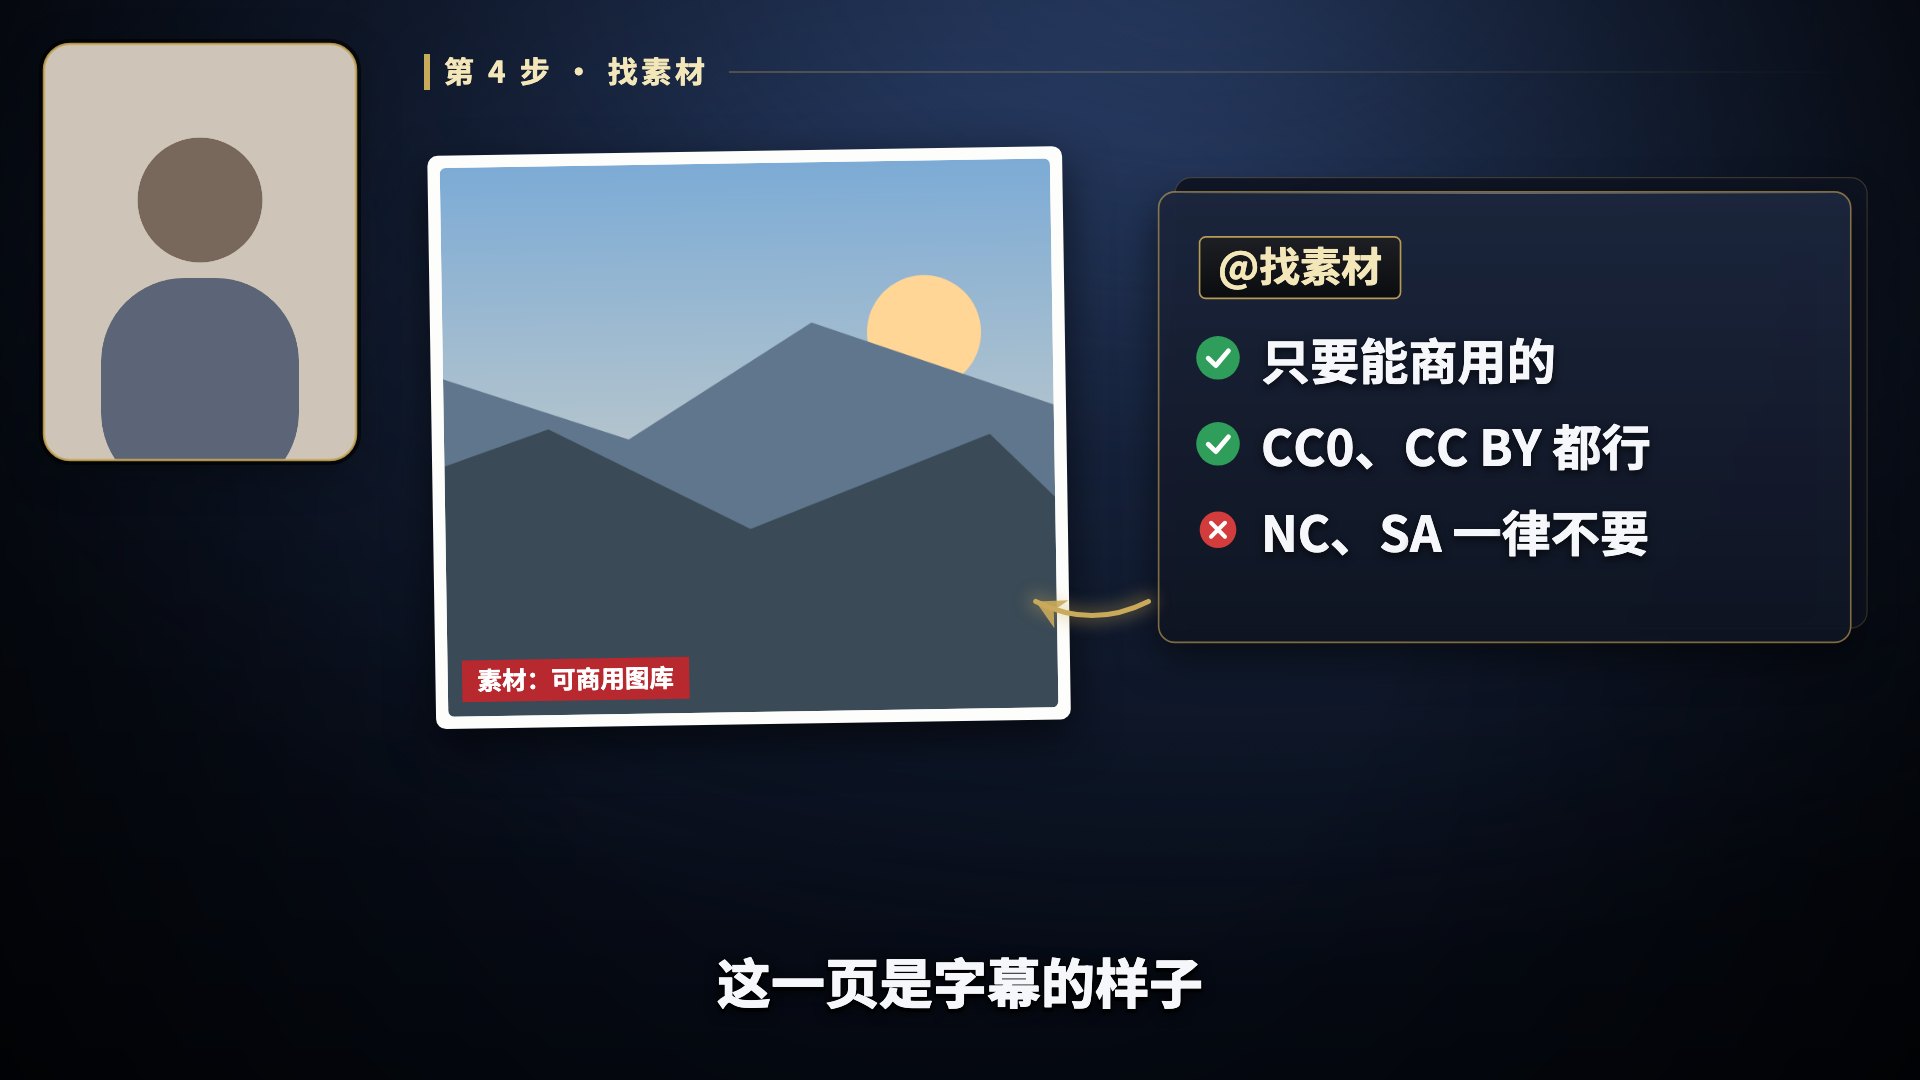 第 4 步 · 找素材
素材：可商用图库
@找素材
只要能商用的
CC0、CC BY 都行
NC、SA 一律不要
这一页是字幕的样子